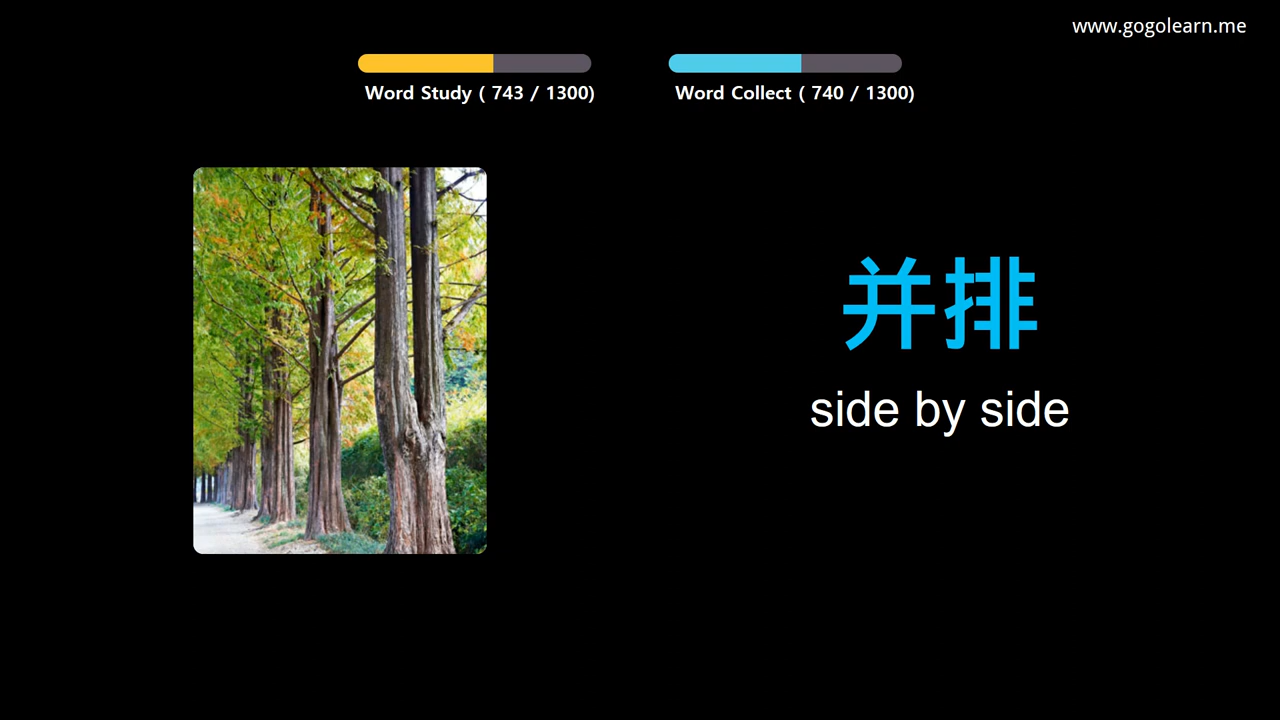 www.gogolearn.me
Word Study ( 743 / 1300)
Word Collect ( 740 / 1300)
并排
side by side